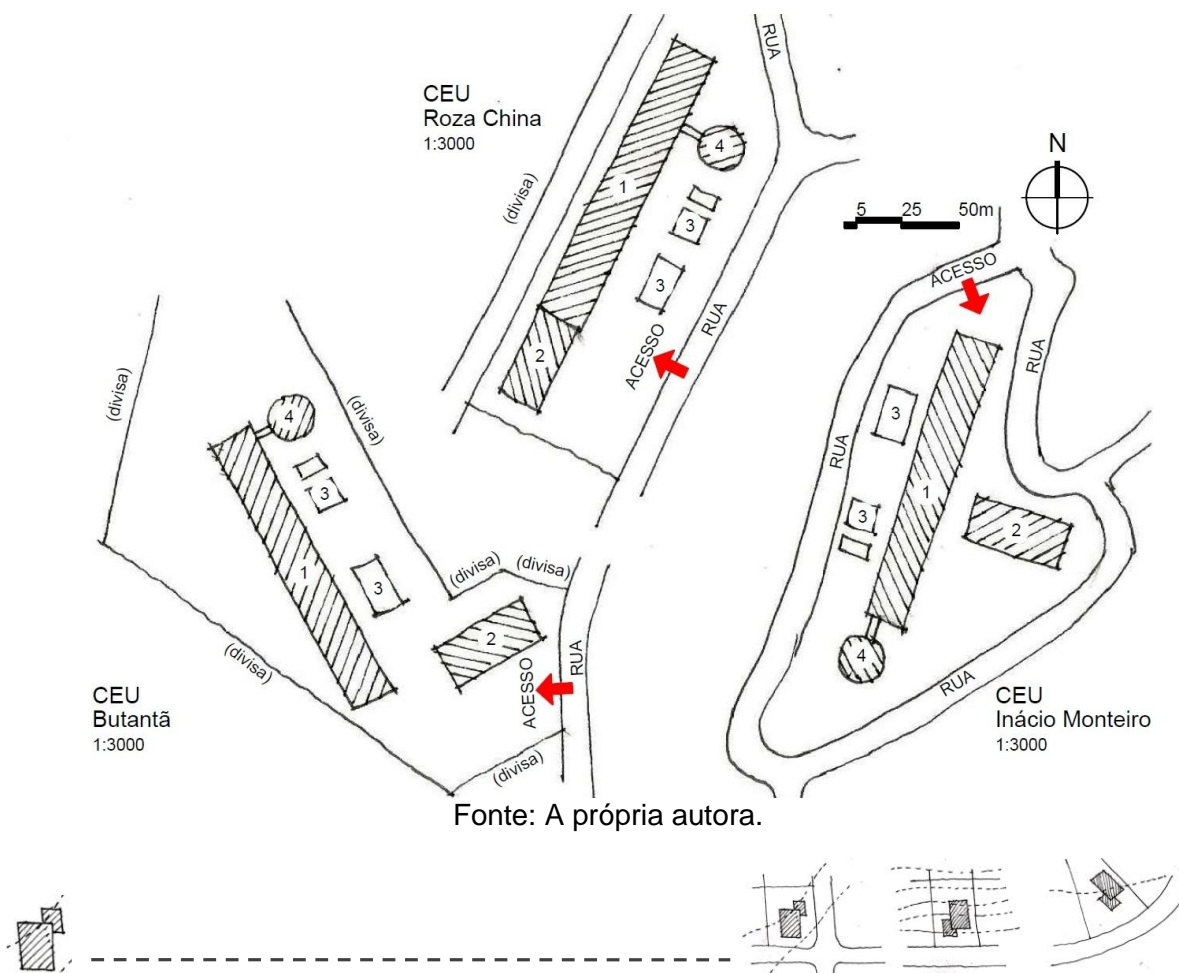 CEU
Roza China
1:3000
RUA
(divisa)
1
4
3
3
2
ACESSO
RUA
N
5 25 50m
ACESSO
RUA
RUA
3
1
3
2
4
RUA
CEU
Inácio Monteiro
1:3000
(divisa)
4
(divisa)
3
1
3
(divisa)
(divisa)
2
RUA
ACESSO
(divisa)
(divisa)
CEU
Butantã
1:3000
Fonte: A própria autora.